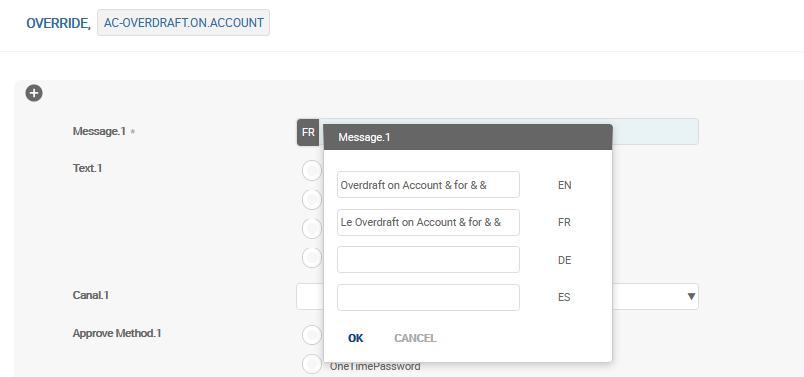 OVERRIDE, AC-OVERDRAFT.ON.ACCOUNT
Message.1 *
FR
Message.1
Text.1
Overdraft on Account & for & & EN
Le Overdraft on Account & for & & FR
DE
ES
Canal.1
Approve Method.1
OK CANCEL
OneTimePassword